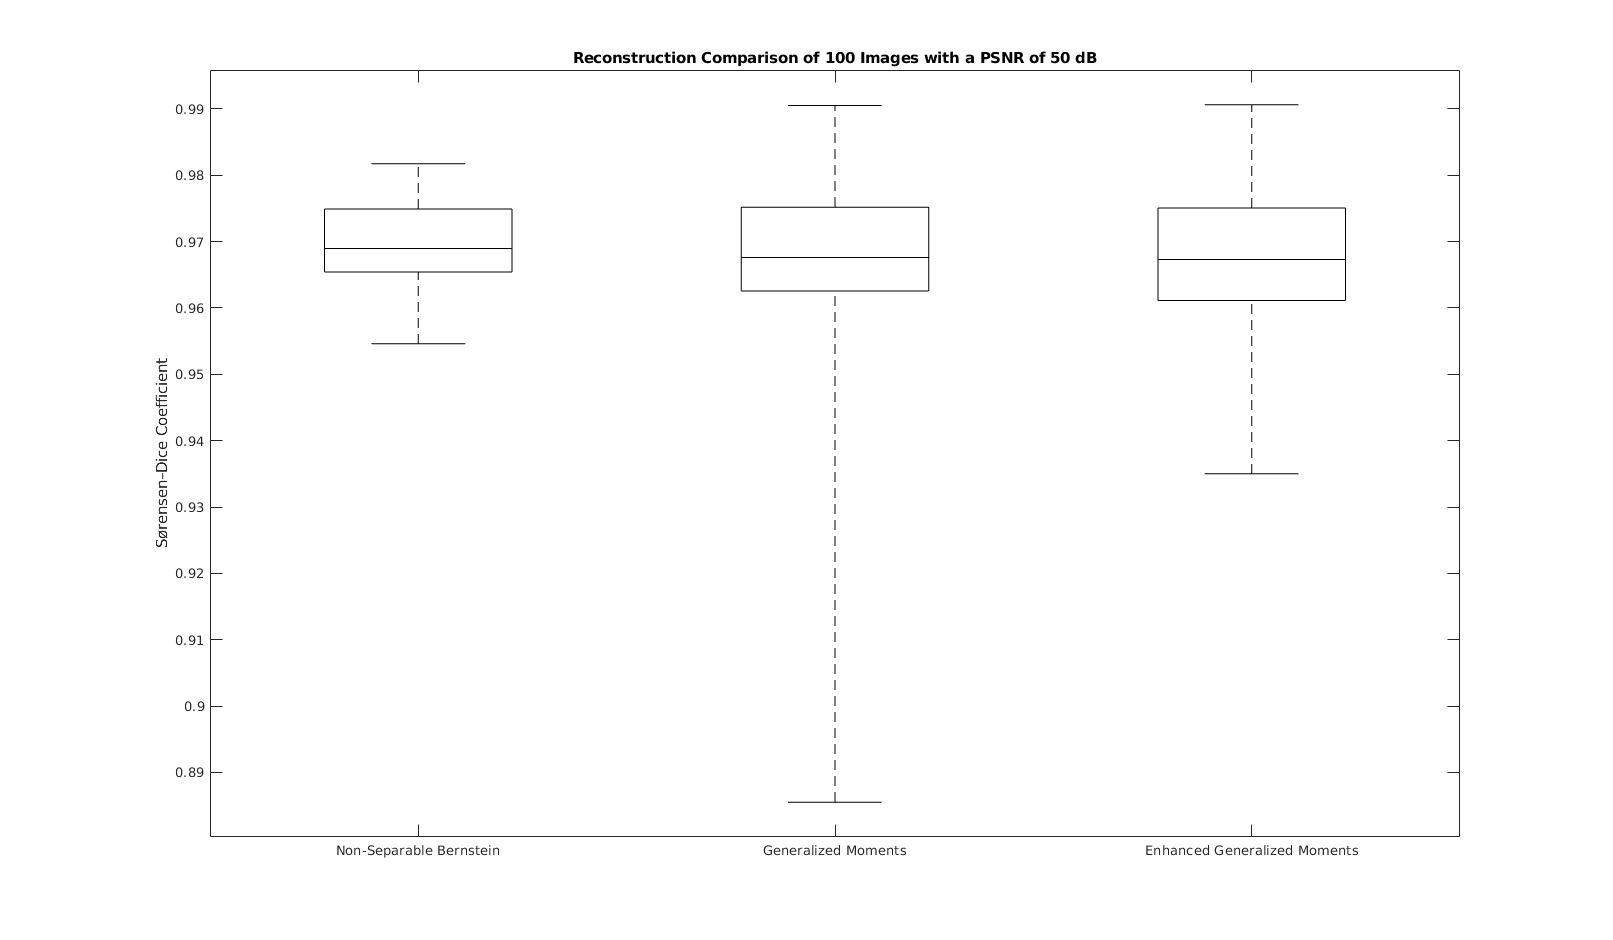 Reconstruction Comparison of 100 Images with a PSNR of 50 dB
Sørensen–Dice Coefficient
0.99
0.98
0.97
0.96
0.95
0.94
0.93
0.92
0.91
0.9
0.89
Non-Separable Bernstein
Generalized Moments
Enhanced Generalized Moments